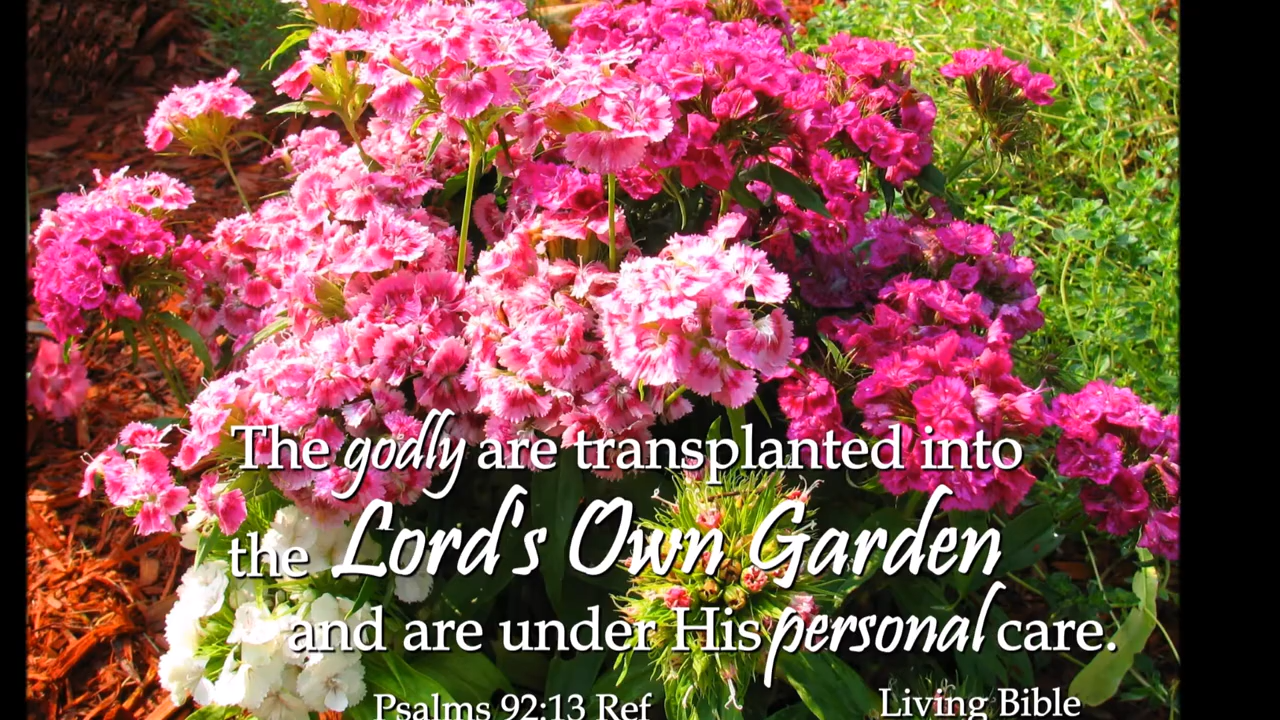 The godly are transplanted into
the Lord's Own Garden
and are under His personal care.
Psalms 92:13 Ref Living Bible